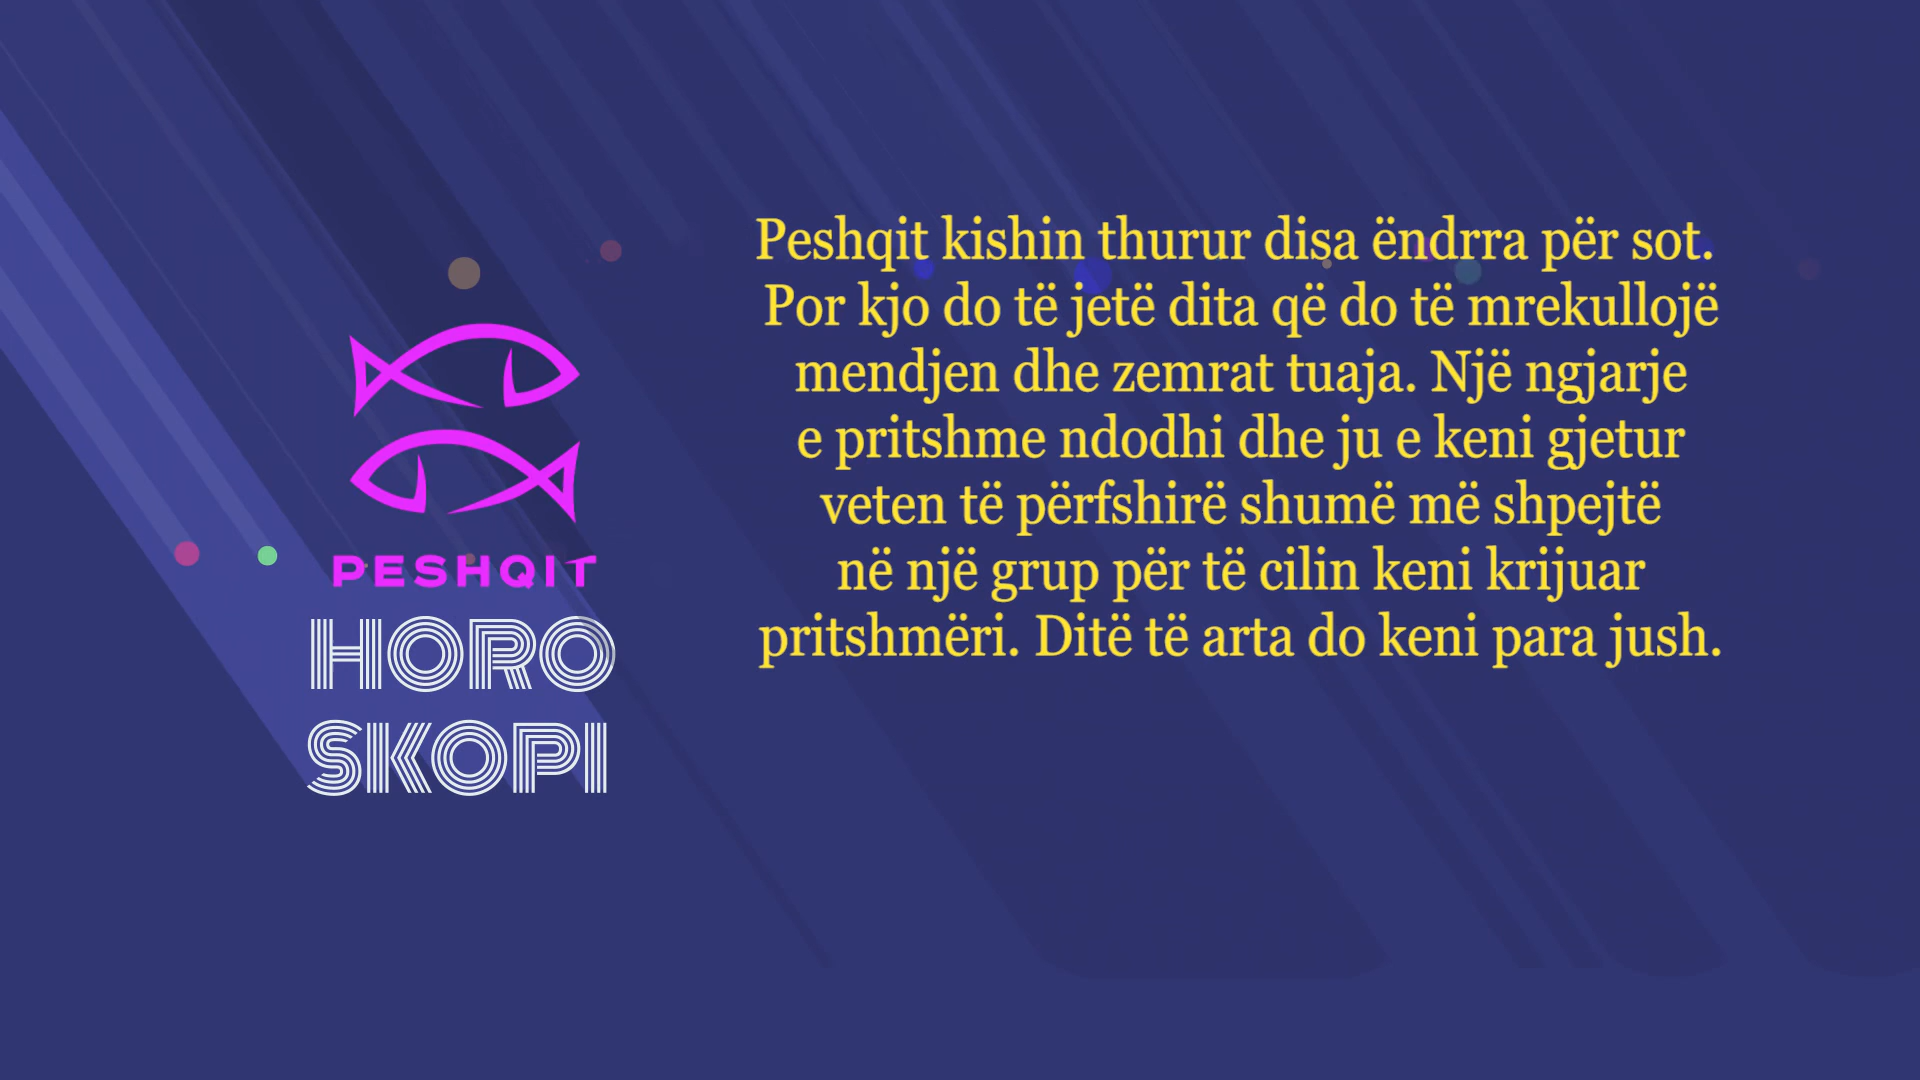 PESHQIT
HORO
SKOPI
Peshqit kishin thurur disa ëndrra për sot.
Por kjo do të jetë dita që do të mrekullojë
mendjen dhe zemrat tuaja. Një ngjarje
e pritshme ndodhi dhe ju e keni gjetur
veten të përfshirë shumë më shpejtë
në një grup për të cilin keni krijuar
pritshmëri. Ditë të arta do keni para jush.